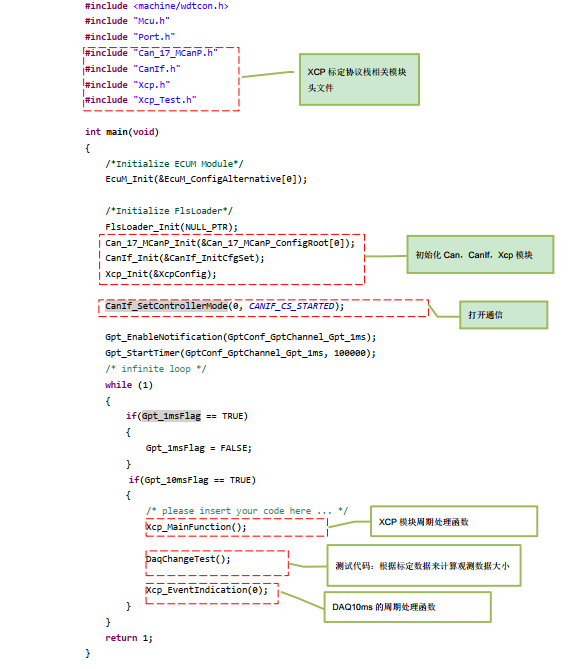 #include <machine/wdtcon.h>
#include "Mcu.h"
#include "Port.h"
#include "Can_17_MCanP.h"
#include "CanIf.h"
#include "Xcp.h"
#include "Xcp_Test.h"
XCP 标定协议栈相关模块
头文件
int main(void)
{
/*Initialize ECUM Module*/
EcuM_Init(&EcuM_ConfigAlternative[0]);
/*Initialize FlsLoader*/
FlsLoader_Init(NULL_PTR);
Can_17_MCanP_Init(&Can_17_MCanP_ConfigRoot[0]);
CanIf_Init(&CanIf_InitCfgSet);
Xcp_Init(&XcpConfig);
初始化 Can，CanIf，Xcp 模块
CanIf_SetControllerMode(0, CANIF_CS_STARTED);
打开通信
Gpt_EnableNotification(GptConf_GptChannel_Gpt_1ms);
Gpt_StartTimer(GptConf_GptChannel_Gpt_1ms, 100000);
/* infinite loop */
while (1)
{
if(Gpt_1msFlag == TRUE)
{
Gpt_1msFlag = FALSE;
}
if(Gpt_10msFlag == TRUE)
{
/* please insert your code here ... */
Xcp_MainFunction();
XCP 模块周期处理函数
DaqChangeTest();
测试代码：根据标定数据来计算观测数据大小
Xcp_EventIndication(0);
DAQ10ms 的周期处理函数
}
}
return 1;
}